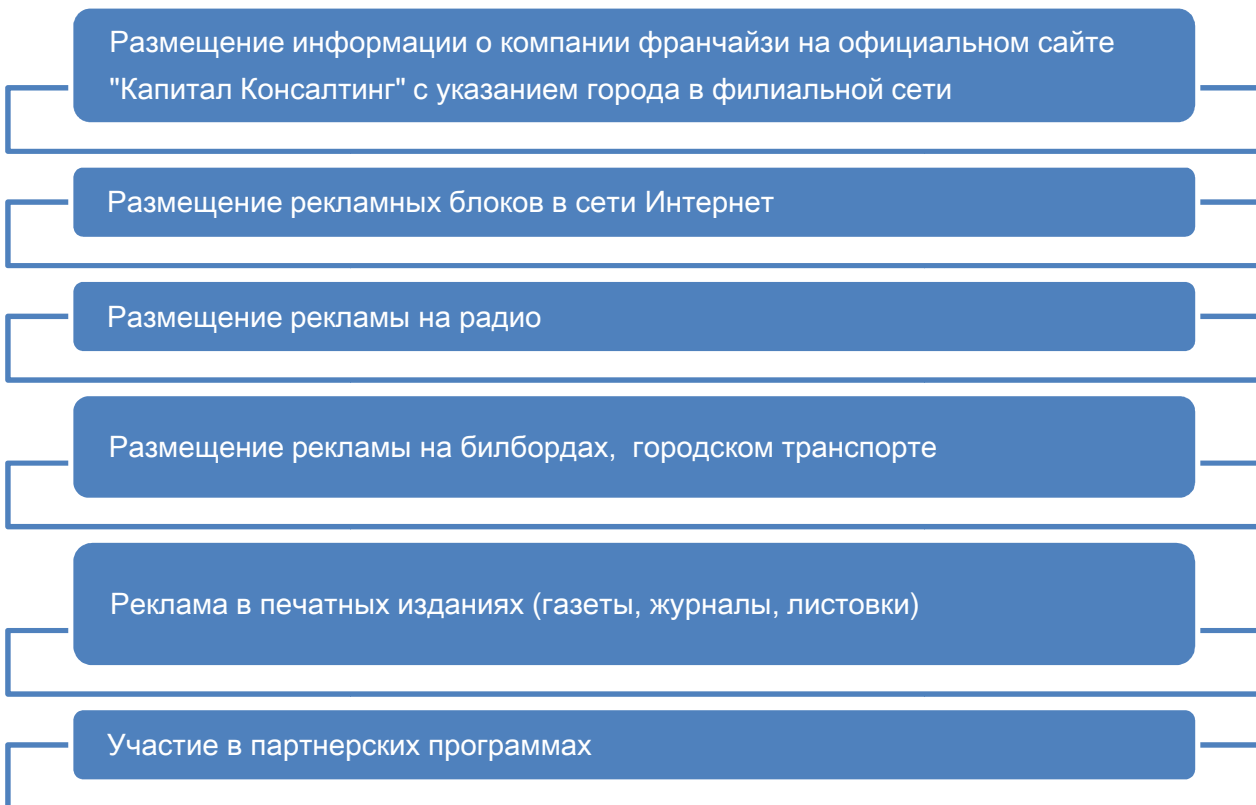 Размещение информации о компании франчайзи на официальном сайте
"Капитал Консалтинг" с указанием города в филиальной сети
Размещение рекламных блоков в сети Интернет
Размещение рекламы на радио
Размещение рекламы на билбордах, городском транспорте
Реклама в печатных изданиях (газеты, журналы, листовки)
Участие в партнерских программах